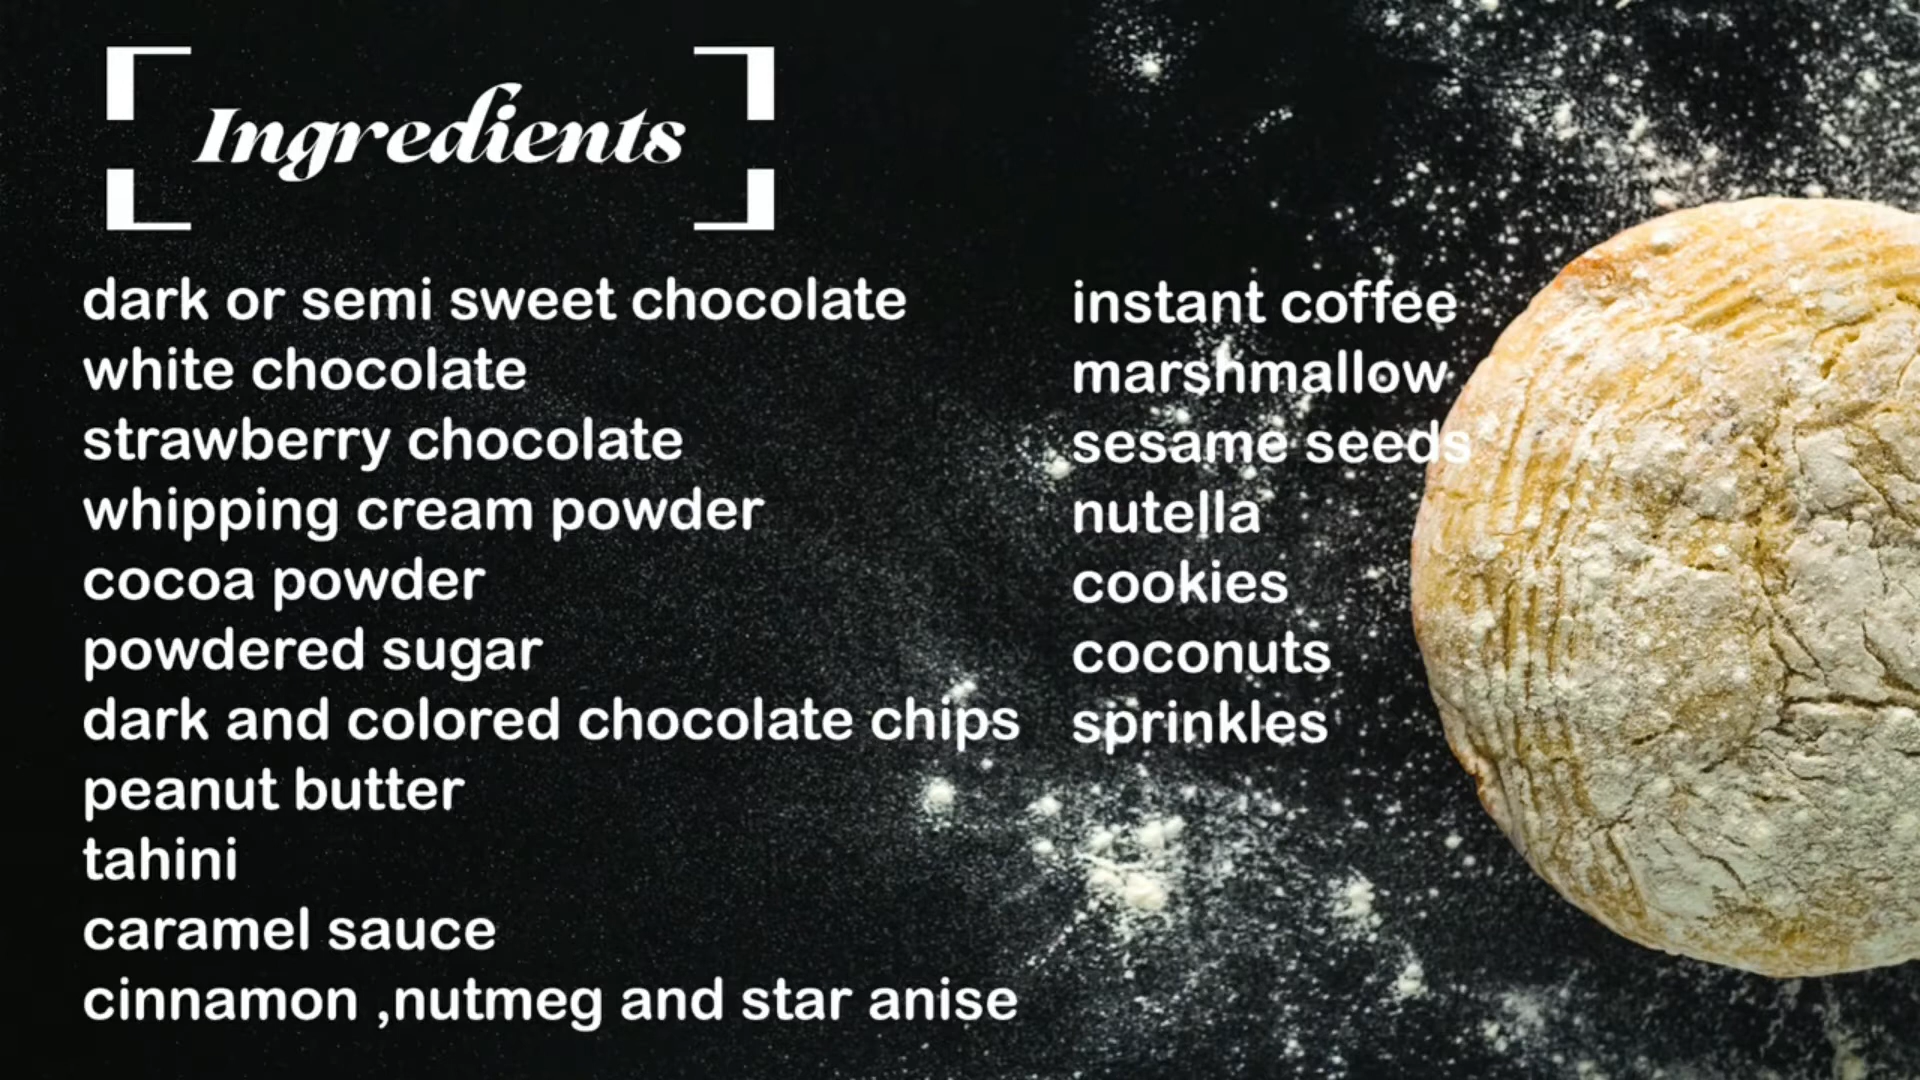 Ingredients
dark or semi sweet chocolate
white chocolate
strawberry chocolate
whipping cream powder
cocoa powder
powdered sugar
dark and colored chocolate chips
peanut butter
tahini
caramel sauce
cinnamon ,nutmeg and star anise
instant coffee
marshmallow
sesame seeds
nutella
cookies
coconuts
sprinkles